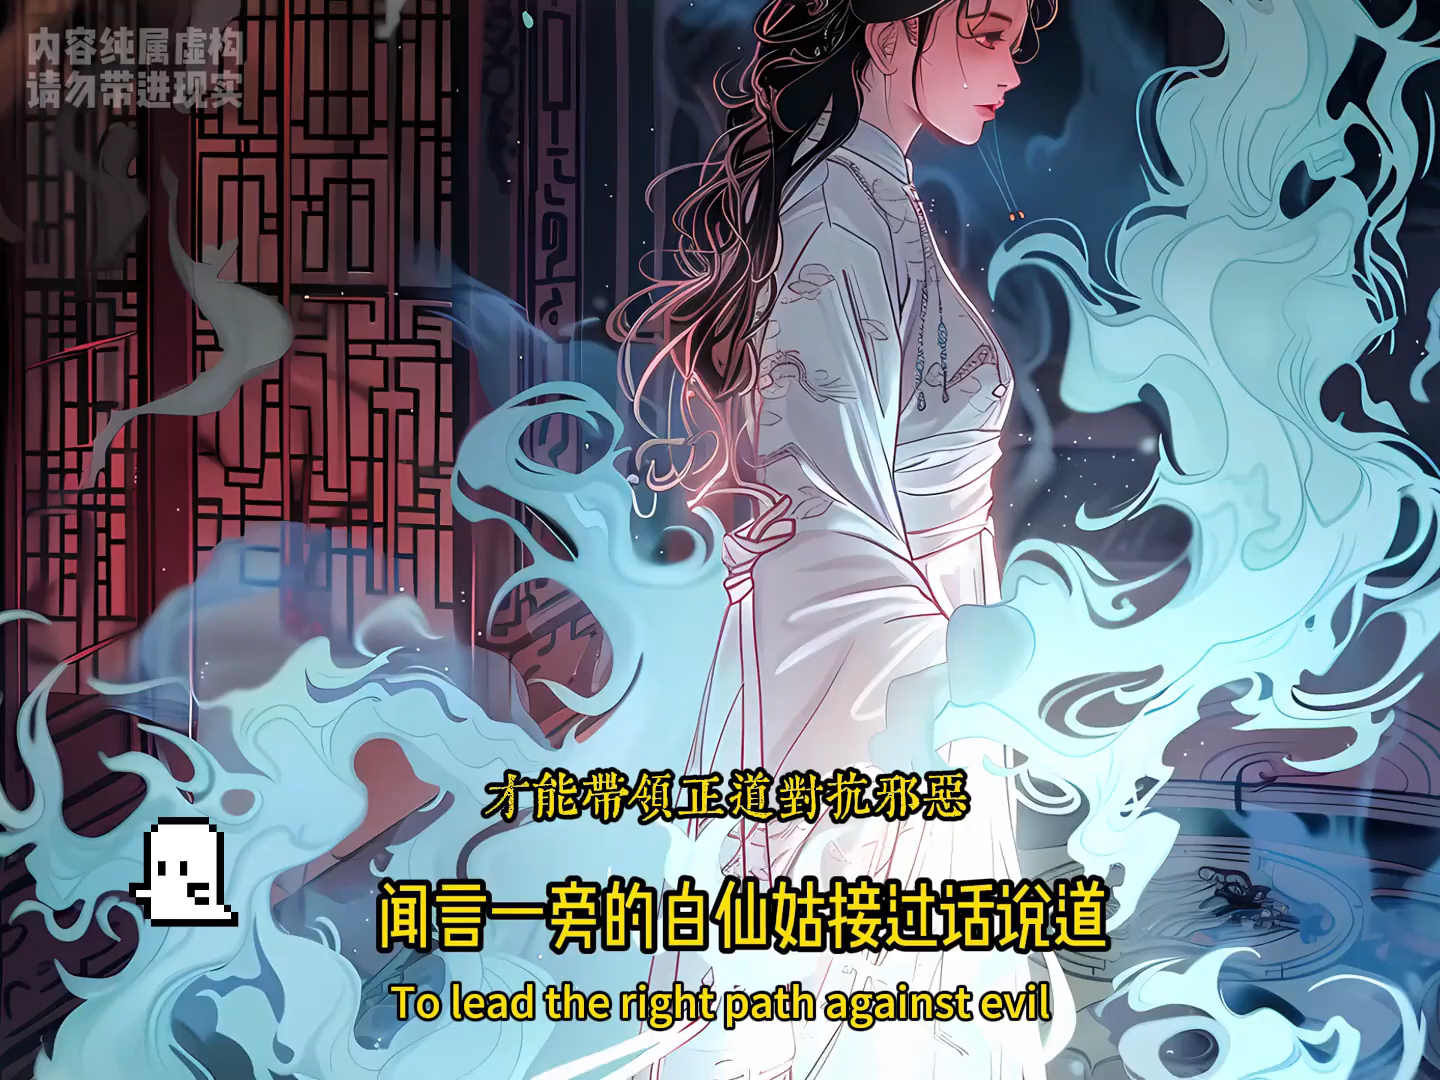 内容纯属虚构
请勿带进现实
才能帶領正道對抗邪惡
闻言一旁的白仙姑接过话说道
To lead the right path against evil